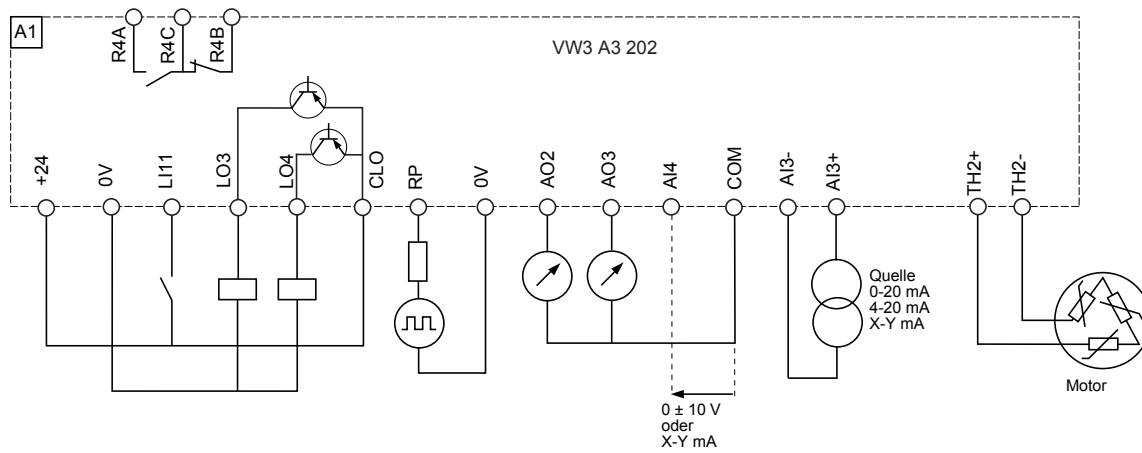 A1
R4A
R4C
R4B
VW3 A3 202
+24
0V
LI11
LO3
LO4
CLO
RP
0V
AO2
AO3
AI4
COM
AI3-
AI3+
TH2+
TH2-
Quelle
0-20 mA
4-20 mA
X-Y mA
Motor
0 ± 10 V
oder
X-Y mA